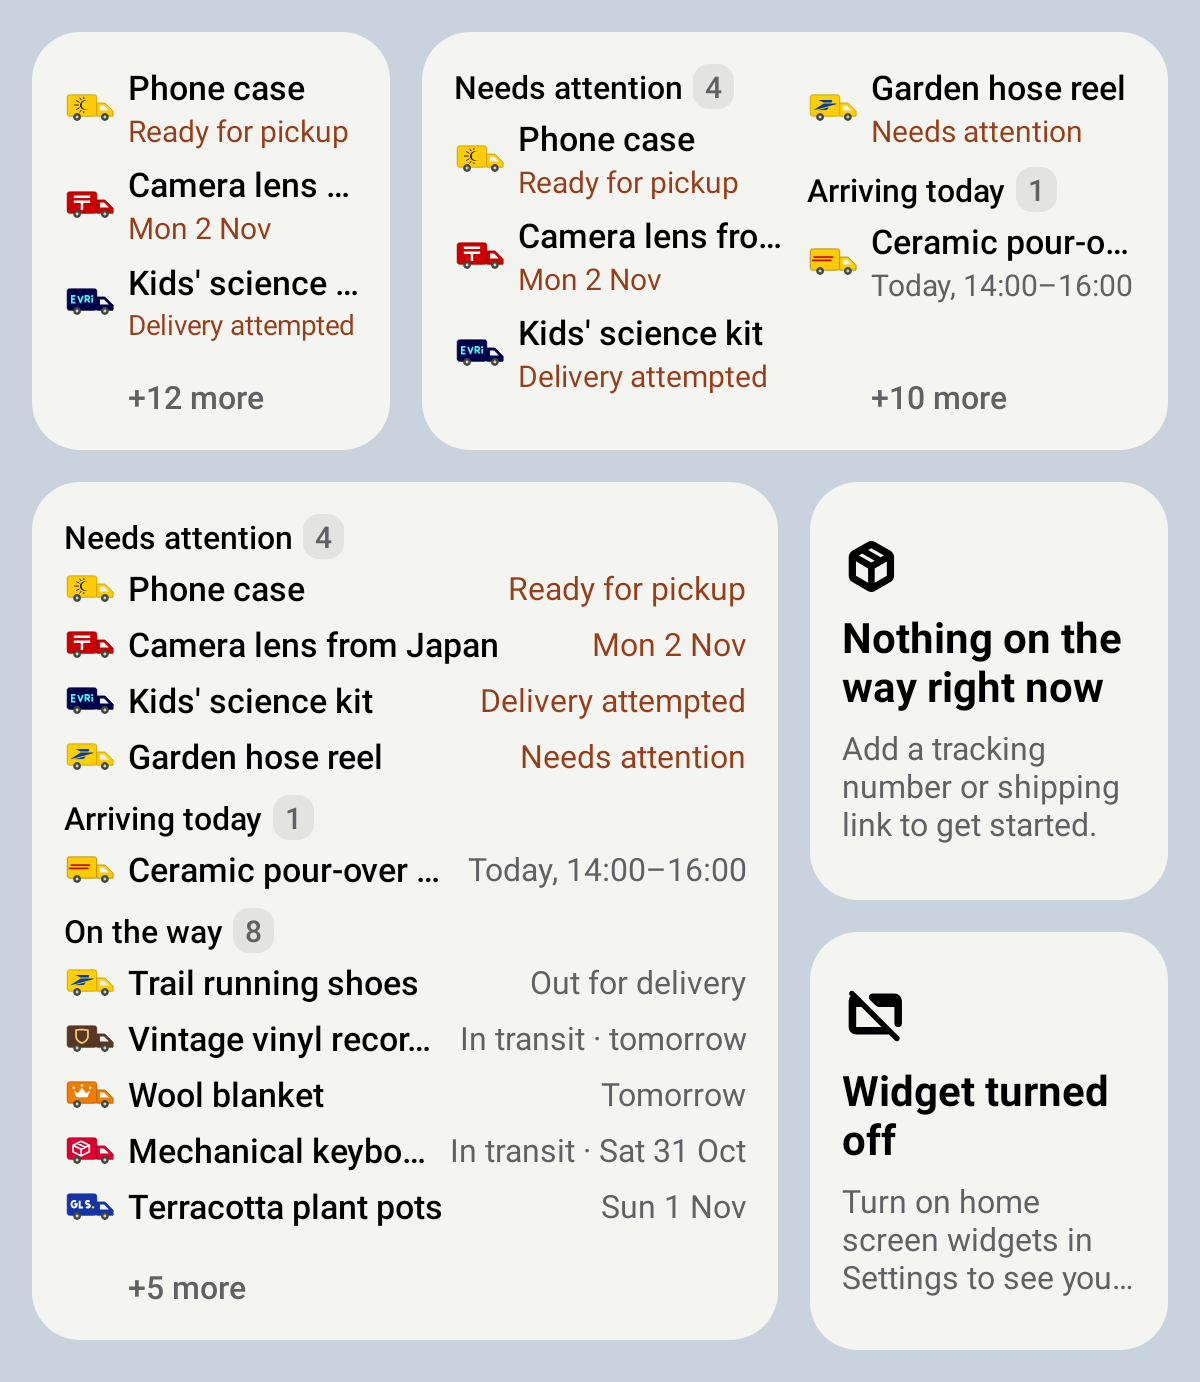 Phone case
Ready for pickup
Camera lens ...
Mon 2 Nov
EVRi
Kids' science ...
Delivery attempted
+12 more
Needs attention 4
Phone case
Ready for pickup
Camera lens fro...
Mon 2 Nov
EVRi
Kids' science kit
Delivery attempted
Garden hose reel
Needs attention
Arriving today 1
Ceramic pour-o...
Today, 14:00–16:00
+10 more
Needs attention 4
Phone case Ready for pickup
Camera lens from Japan Mon 2 Nov
EVRi Kids' science kit Delivery attempted
Garden hose reel Needs attention
Arriving today 1
Ceramic pour-over ... Today, 14:00–16:00
On the way 8
Trail running shoes Out for delivery
Vintage vinyl recor... In transit · tomorrow
Wool blanket Tomorrow
Mechanical keybo... In transit · Sat 31 Oct
GLS. Terracotta plant pots Sun 1 Nov
+5 more
Nothing on the
way right now
Add a tracking
number or shipping
link to get started.
Widget turned
off
Turn on home
screen widgets in
Settings to see you...